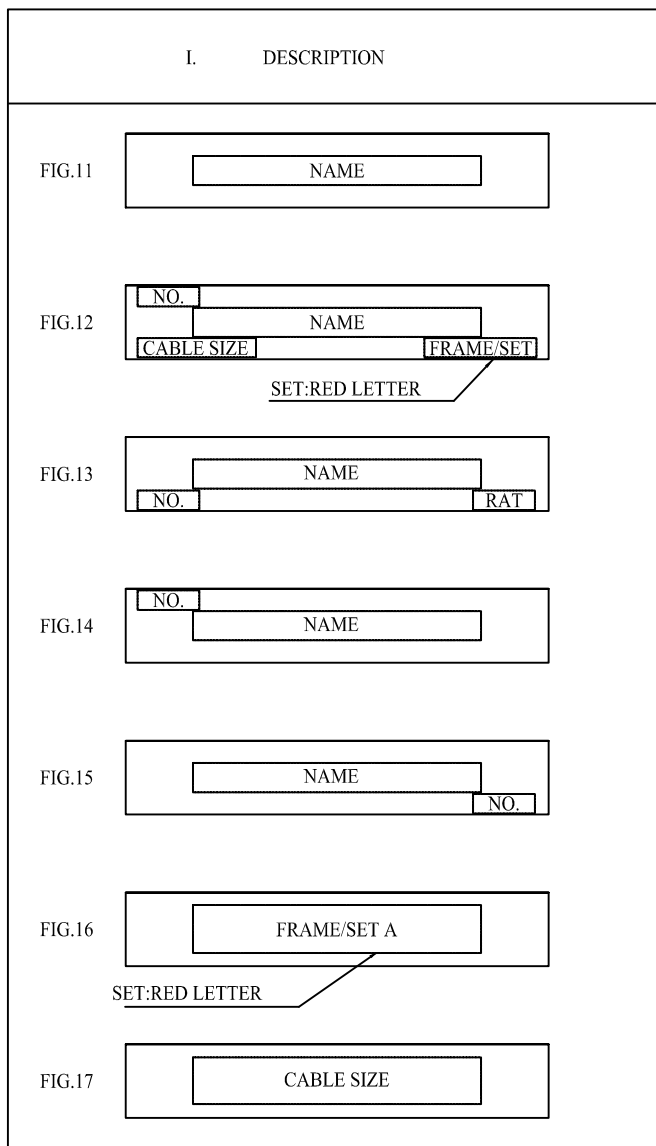 I. DESCRIPTION
FIG.11
NAME
FIG.12
NO.
NAME
CABLE SIZE
FRAME/SET
SET:RED LETTER
FIG.13
NAME
NO.
RAT
FIG.14
NO.
NAME
FIG.15
NAME
NO.
FIG.16
FRAME/SET A
SET:RED LETTER
FIG.17
CABLE SIZE